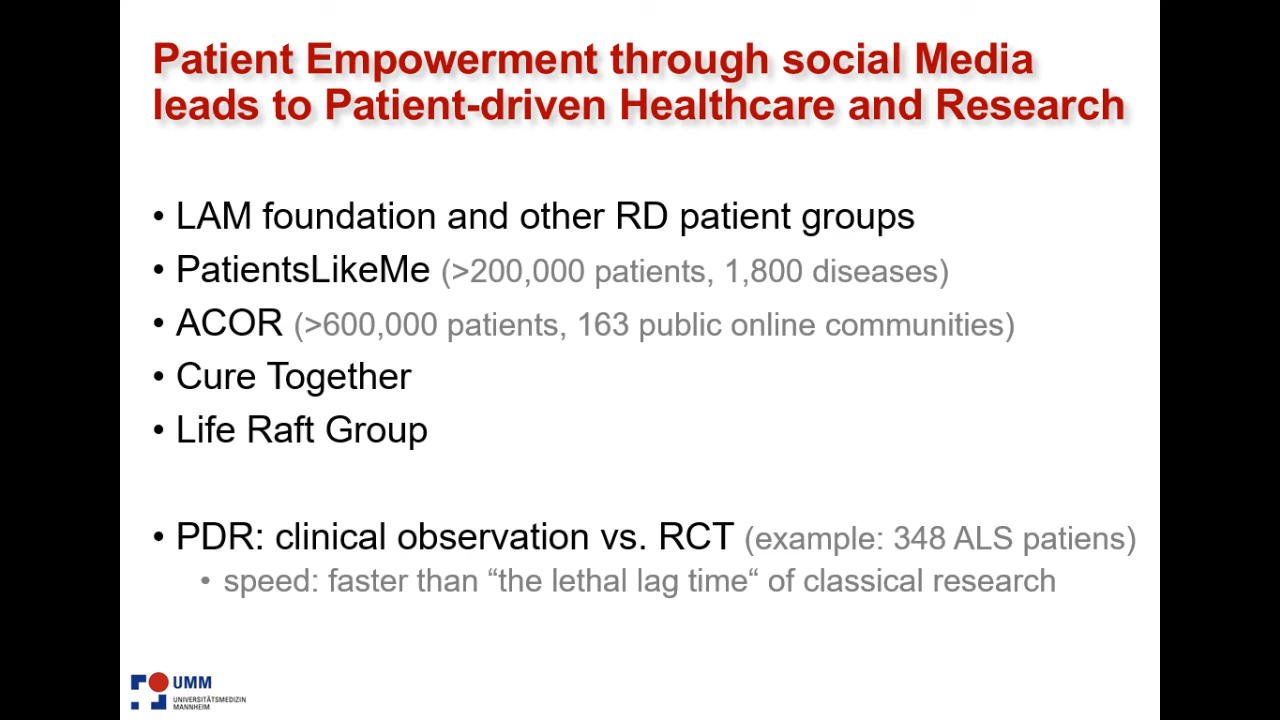 Patient Empowerment through social Media
leads to Patient-driven Healthcare and Research
• LAM foundation and other RD patient groups
• PatientsLikeMe (>200,000 patients, 1,800 diseases)
• ACOR (>600,000 patients, 163 public online communities)
• Cure Together
• Life Raft Group
• PDR: clinical observation vs. RCT (example: 348 ALS patiens)
• speed: faster than “the lethal lag time“ of classical research
UMM
UNIVERSITÄTSMEDIZIN
MANNHEIM